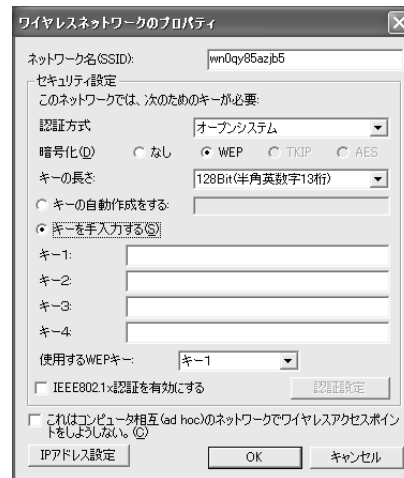 ワイヤレスネットワークのプロパティ
ネットワーク名(SSID): wn0qy85azjb5
セキュリティ設定
このネットワークでは、次のためのキーが必要:
認証方式 オープンシステム
暗号化(D) なし WEP TKIP AES
キーの長さ: 128Bit(半角英数字13桁)
キーの自動作成をする:
キーを手入力する(S)
キー1:
キー2:
キー3:
キー4:
使用するWEPキー: キー1
IEEE802.1x認証を有効にする 認証設定
これはコンピュータ相互(ad hoc)のネットワークでワイヤレスアクセスポイン
トをしようしない。(C)
IPアドレス設定 OK キャンセル